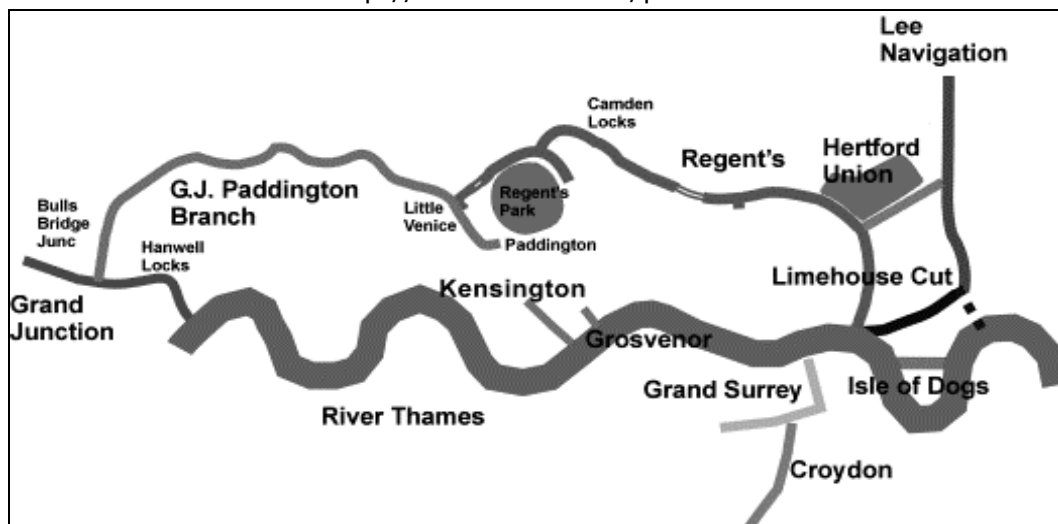 Lee
Navigation
Camden
Locks
Regent's
Hertford
Union
G.J. Paddington
Branch
Regent's
Park
Little
Venice
Paddington
Bulls
Bridge
Junc
Hanwell
Locks
Grand
Junction
Kensington
Grosvenor
Limehouse Cut
River Thames
Grand Surrey
Isle of Dogs
Croydon